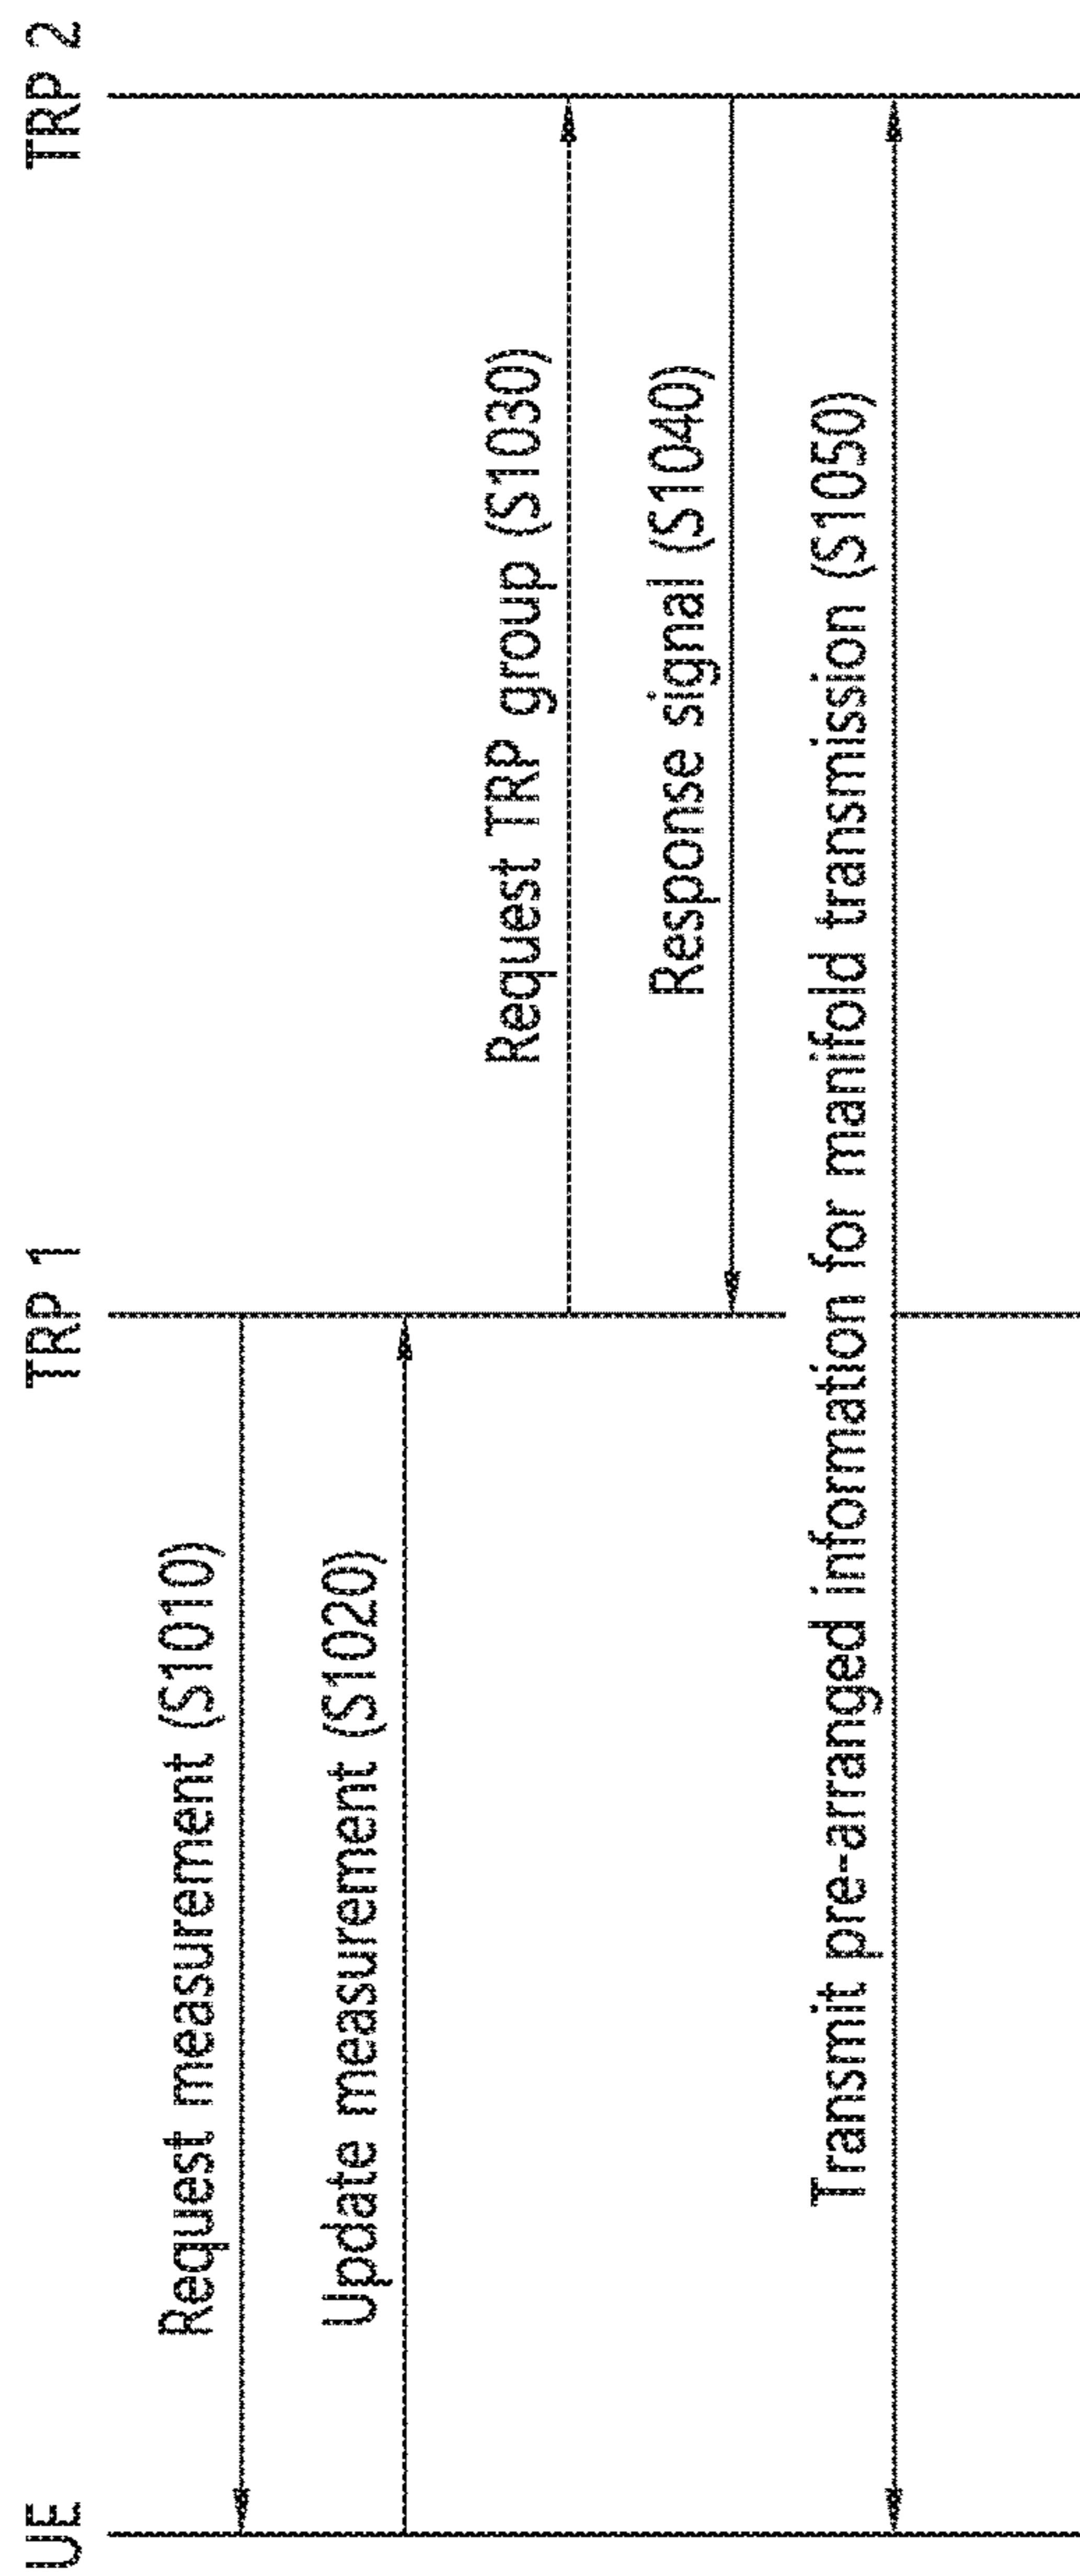 UE
TRP 1
TRP 2
Request measurement (S1010)
Update measurement (S1020)
Request TRP group (S1030)
Response signal (S1040)
Transmit pre-arranged information for manifold transmission (S1050)